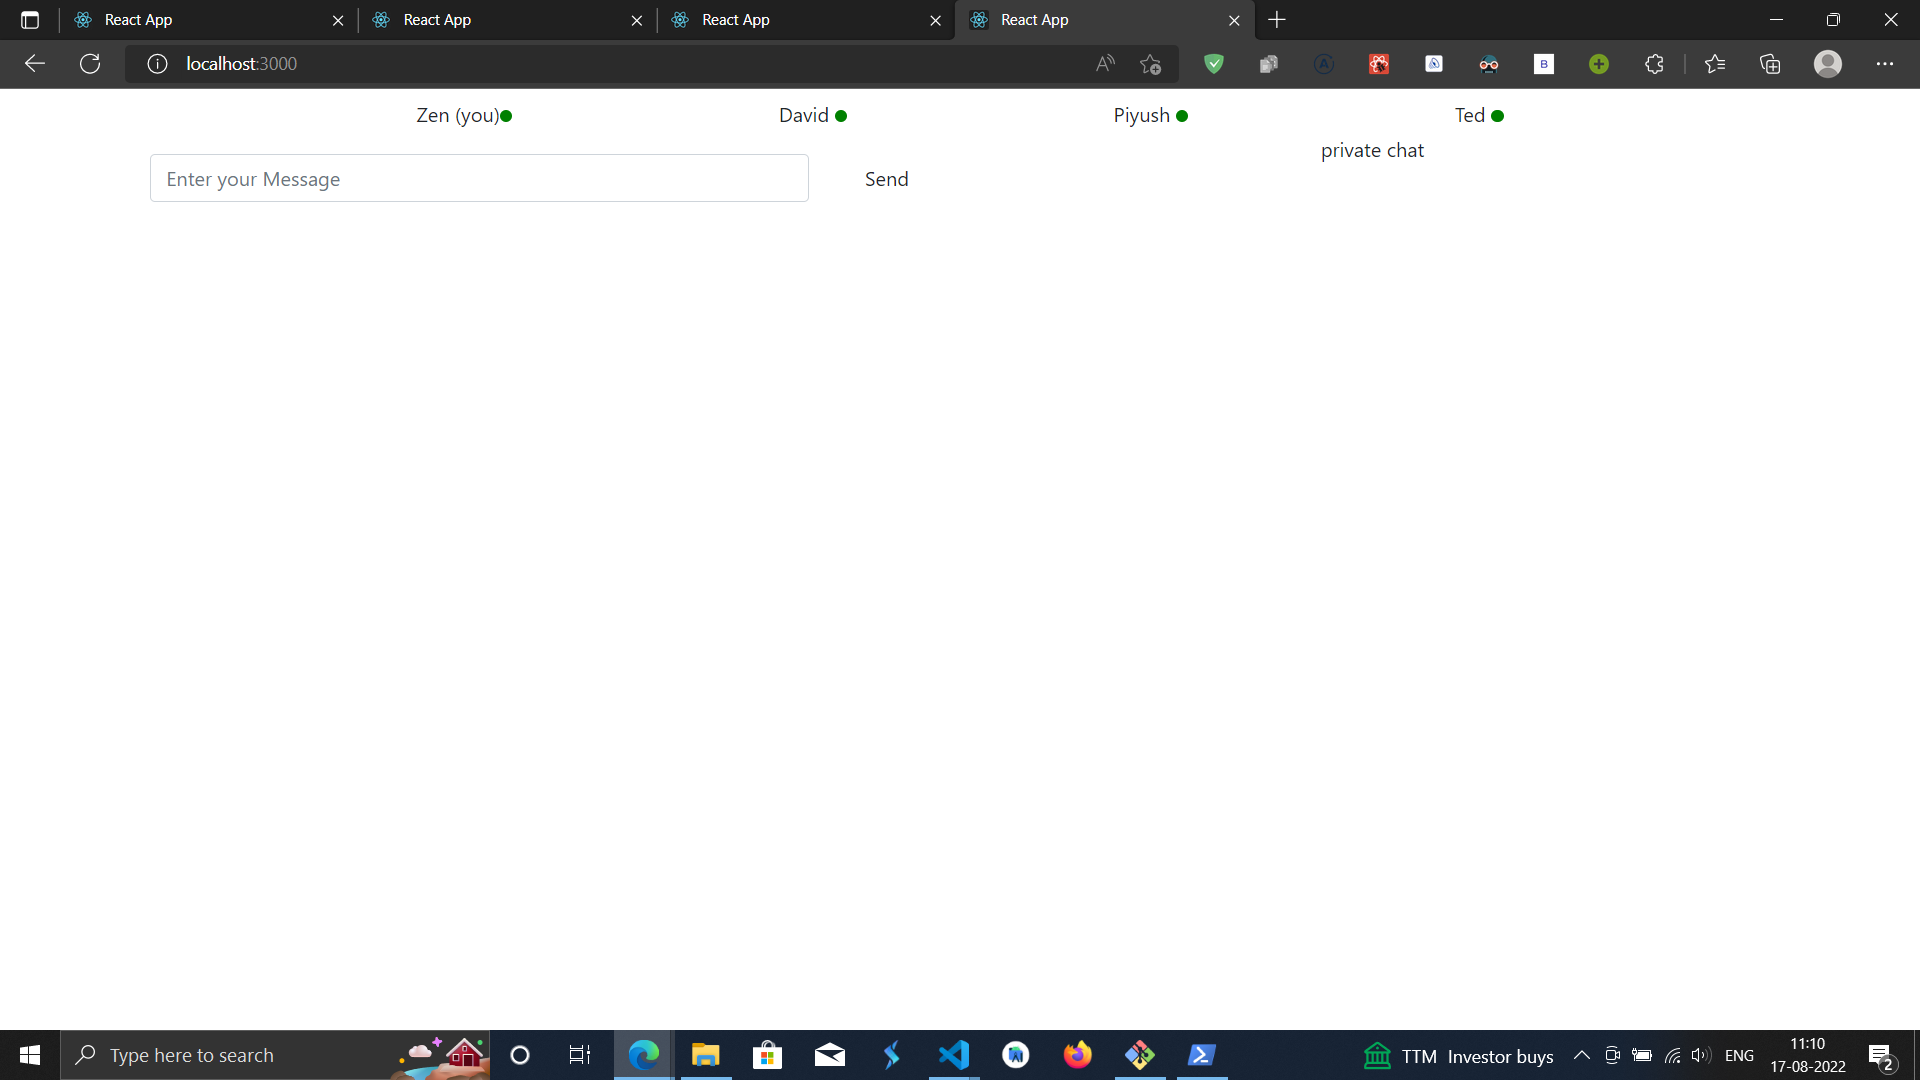 React App
React App
React App
React App
localhost:3000
Zen (you)
David
Piyush
Ted
private chat
Enter your Message
Send
Type here to search
TTM Investor buys
ENG
11:10
17-08-2022
2